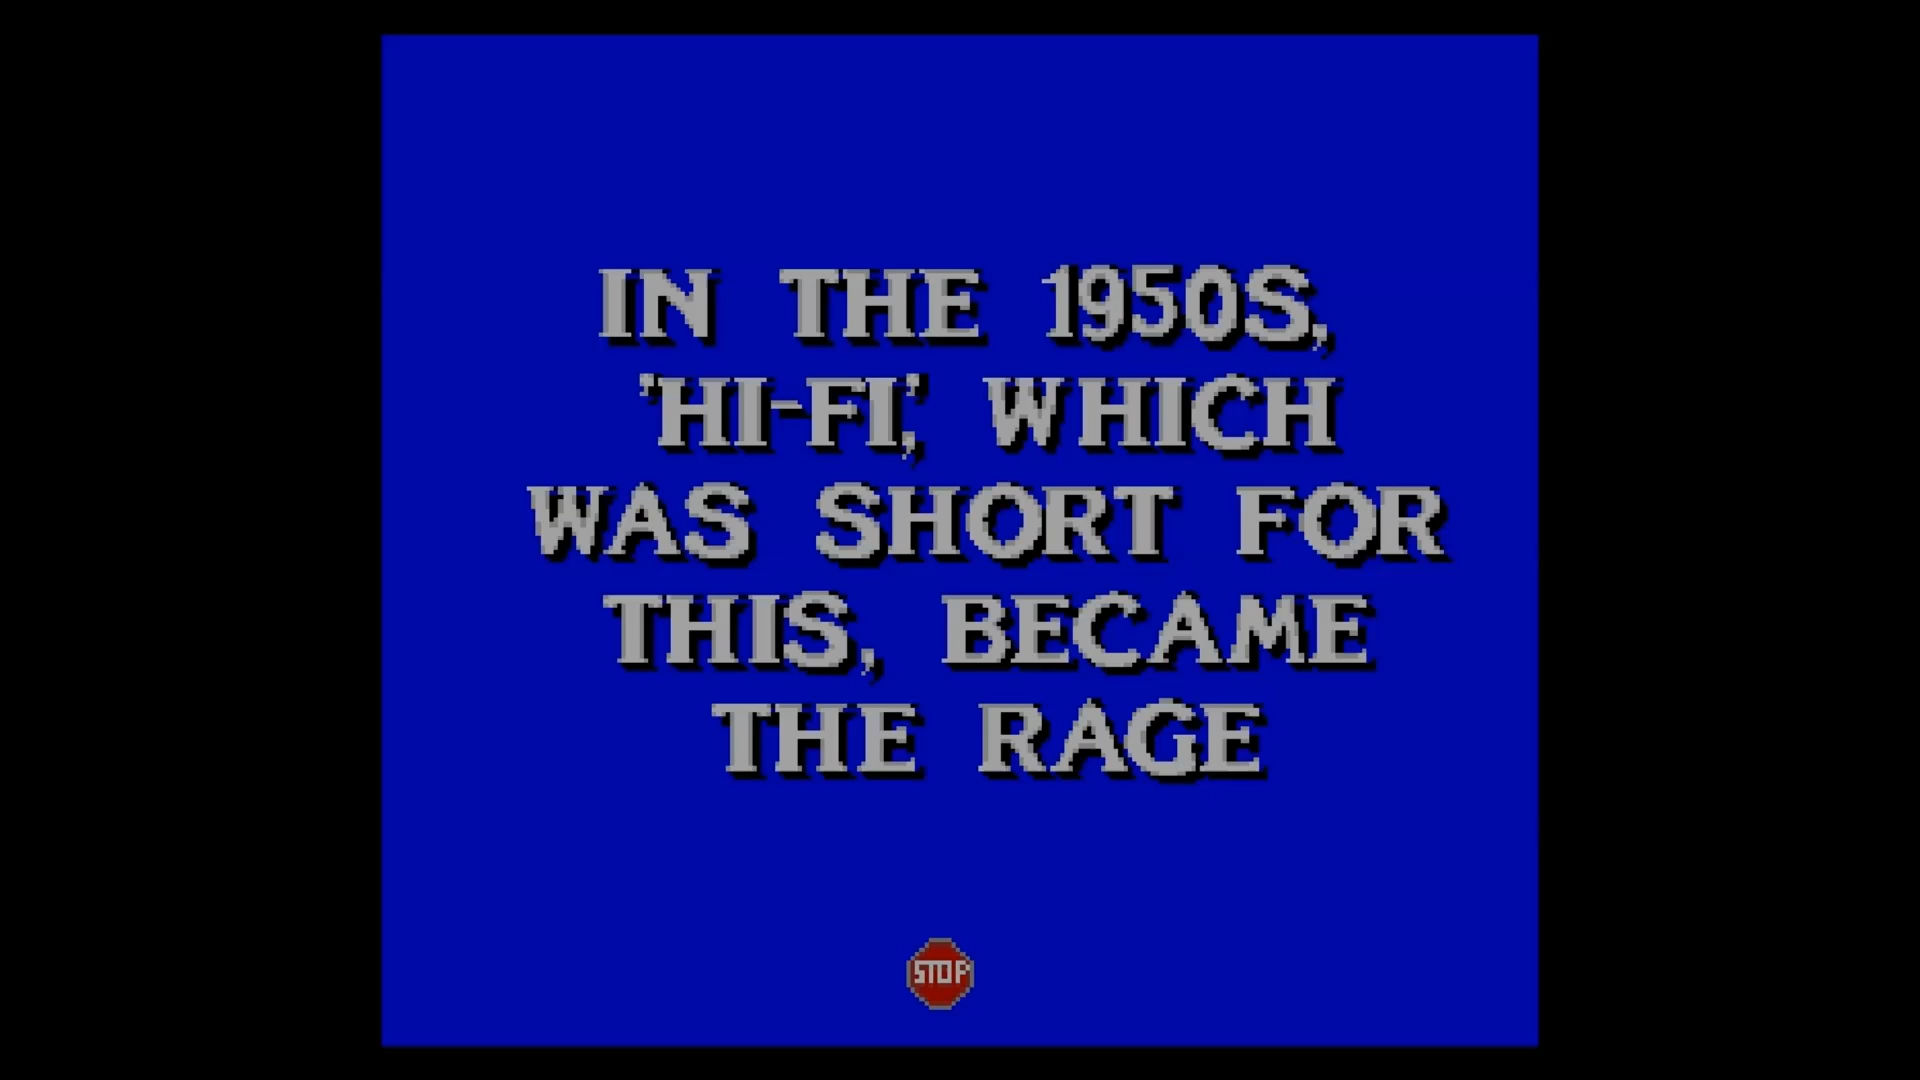 IN THE 1950S,
'HI-FI,' WHICH
WAS SHORT FOR
THIS, BECAME
THE RAGE
STOP